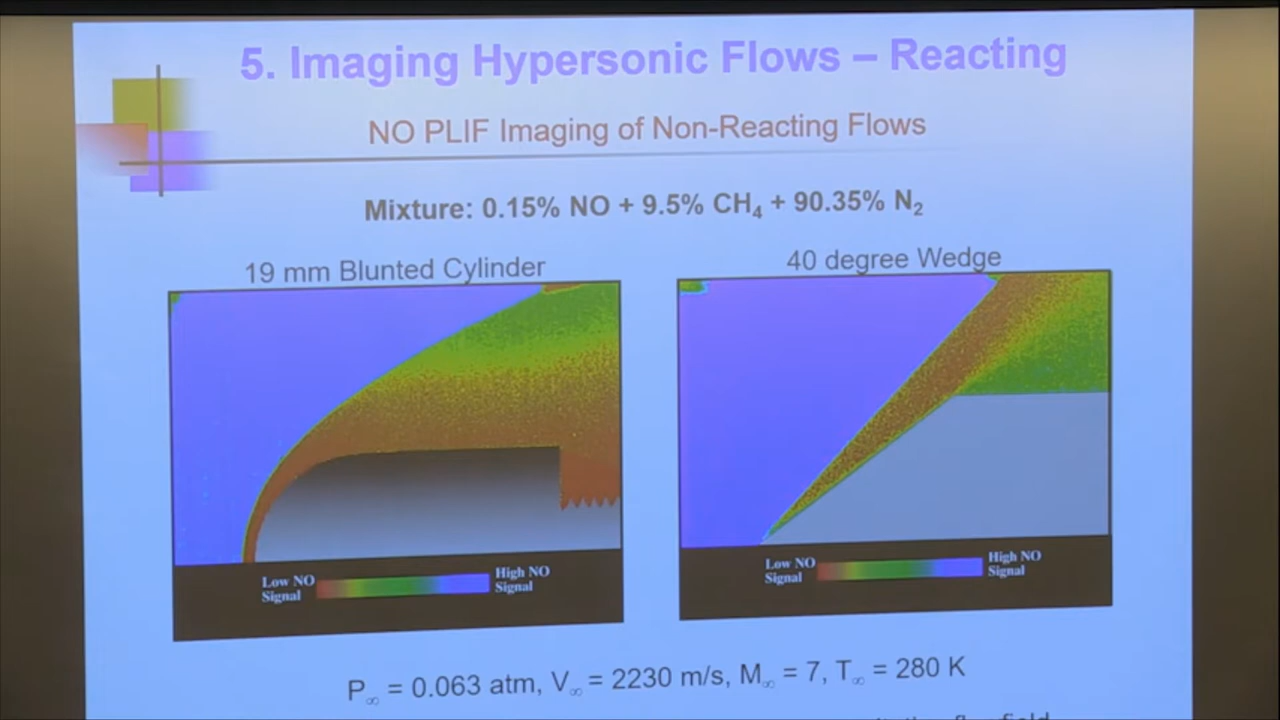 5. Imaging Hypersonic Flows – Reacting
NO PLIF Imaging of Non-Reacting Flows
Mixture: 0.15% NO + 9.5% CH₄ + 90.35% N₂
19 mm Blunted Cylinder
40 degree Wedge
Low NO
Signal
High NO
Signal
Low NO
Signal
High NO
Signal
P∞ = 0.063 atm, V∞ = 2230 m/s, M∞ = 7, T∞ = 280 K